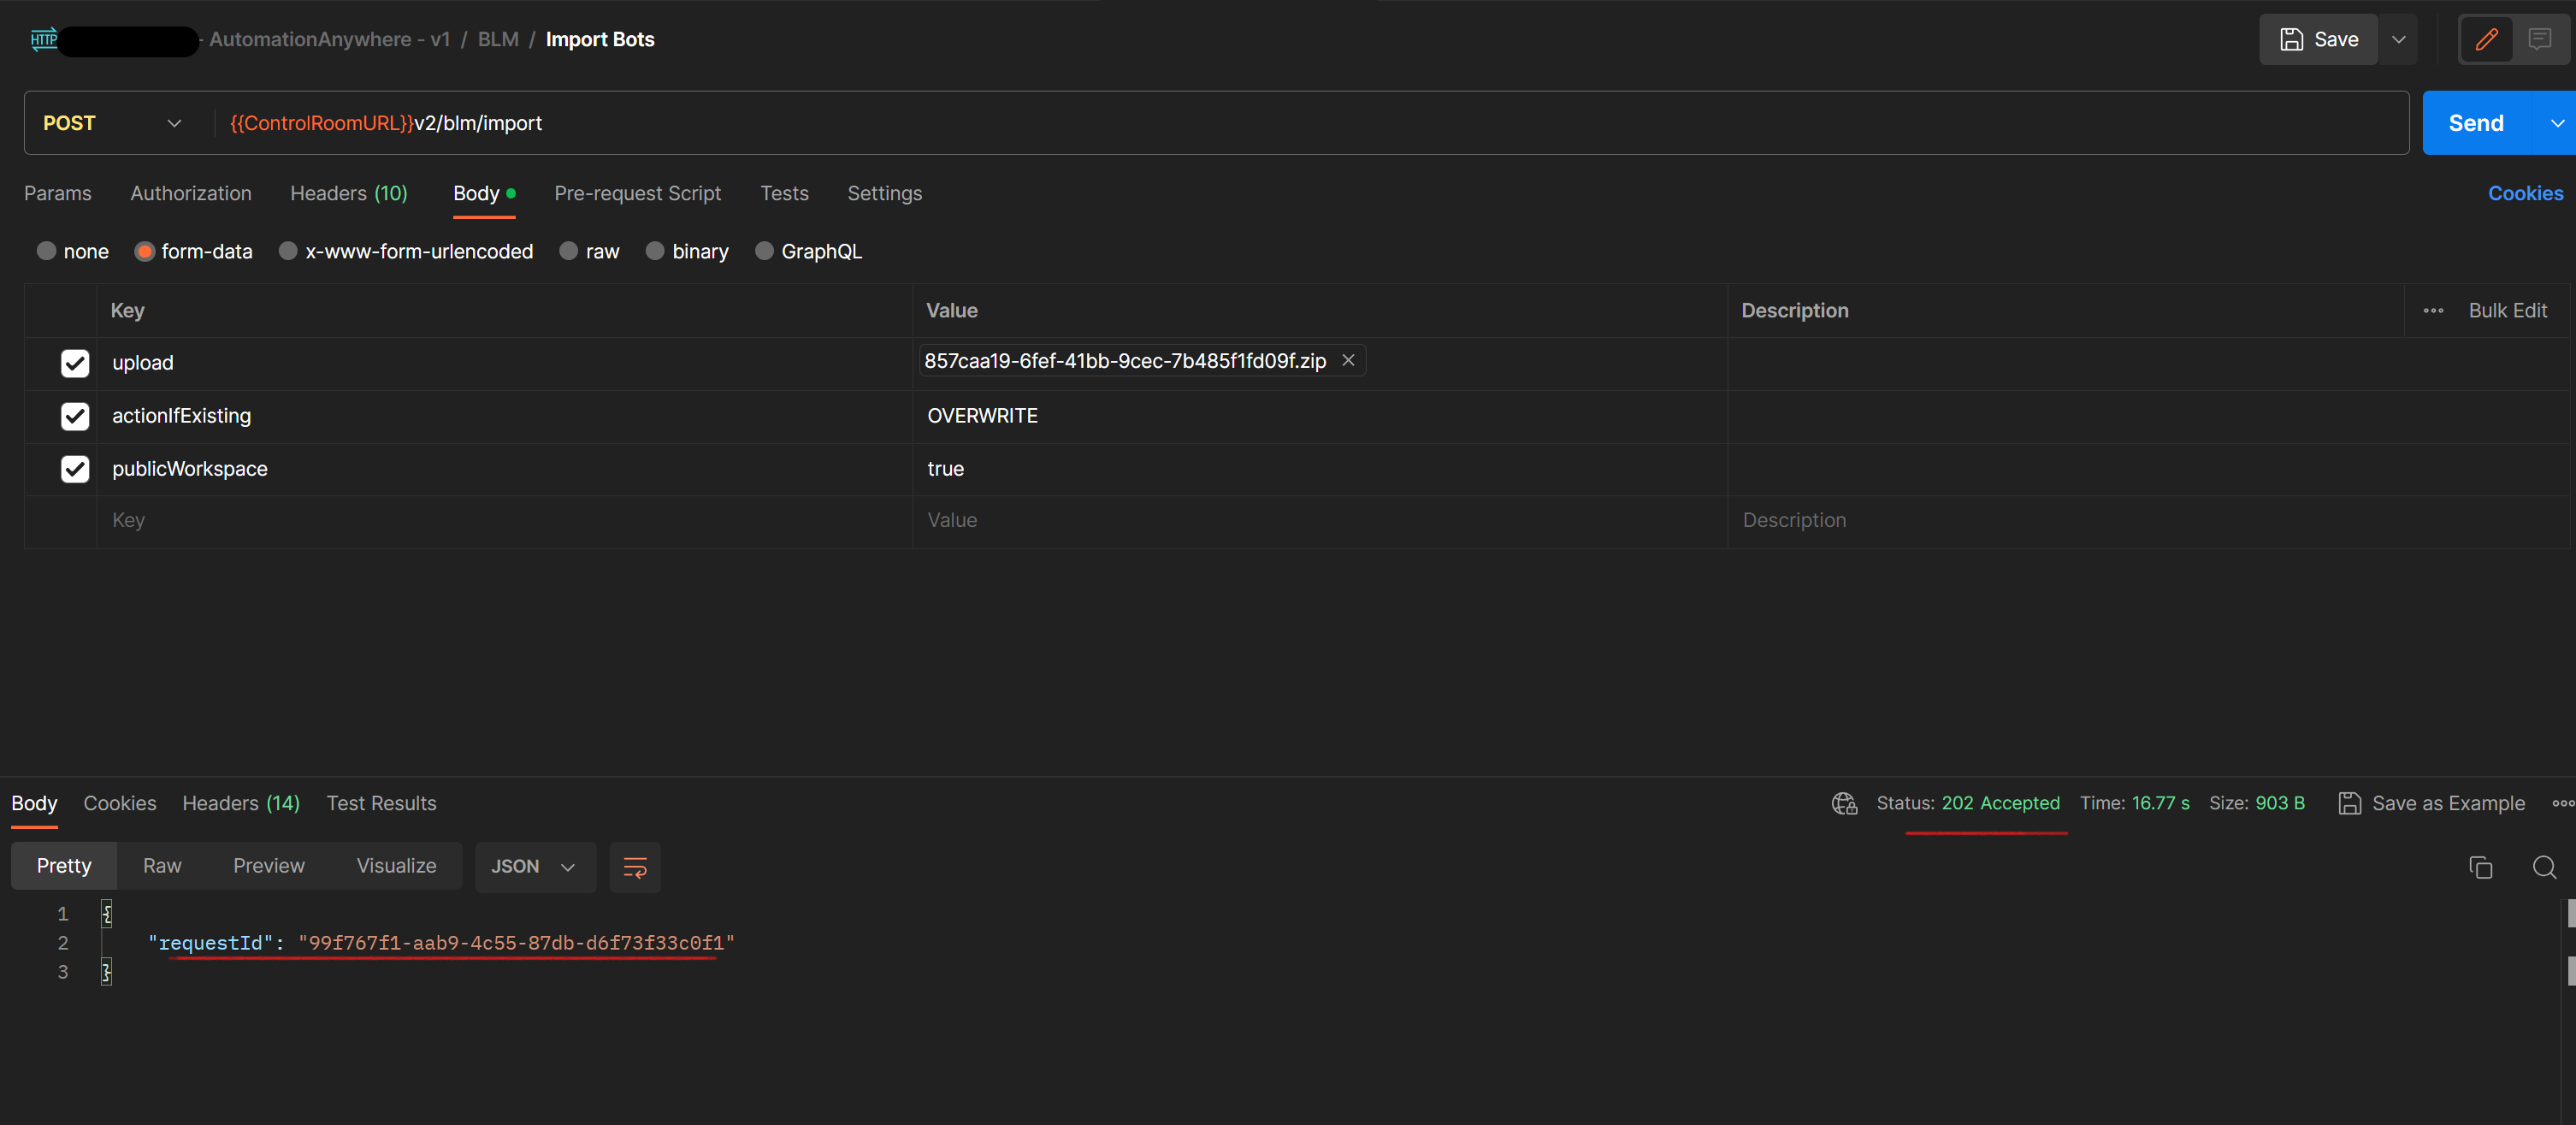 HTTP - AutomationAnywhere - v1 / BLM / Import Bots
Save
POST {{ControlRoomURL}}v2/blm/import
Send
Params Authorization Headers (10) Body Pre-request Script Tests Settings
Cookies
none form-data x-www-form-urlencoded raw binary GraphQL
Key Value Description Bulk Edit
upload 857caa19-6fef-41bb-9cec-7b485f1fd09f.zip
actionIfExisting OVERWRITE
publicWorkspace true
Key Value Description
Body Cookies Headers (14) Test Results
Status: 202 Accepted Time: 16.77 s Size: 903 B Save as Example
Pretty Raw Preview Visualize JSON
1 {
2 "requestId": "99f767f1-aab9-4c55-87db-d6f73f33c0f1"
3 }